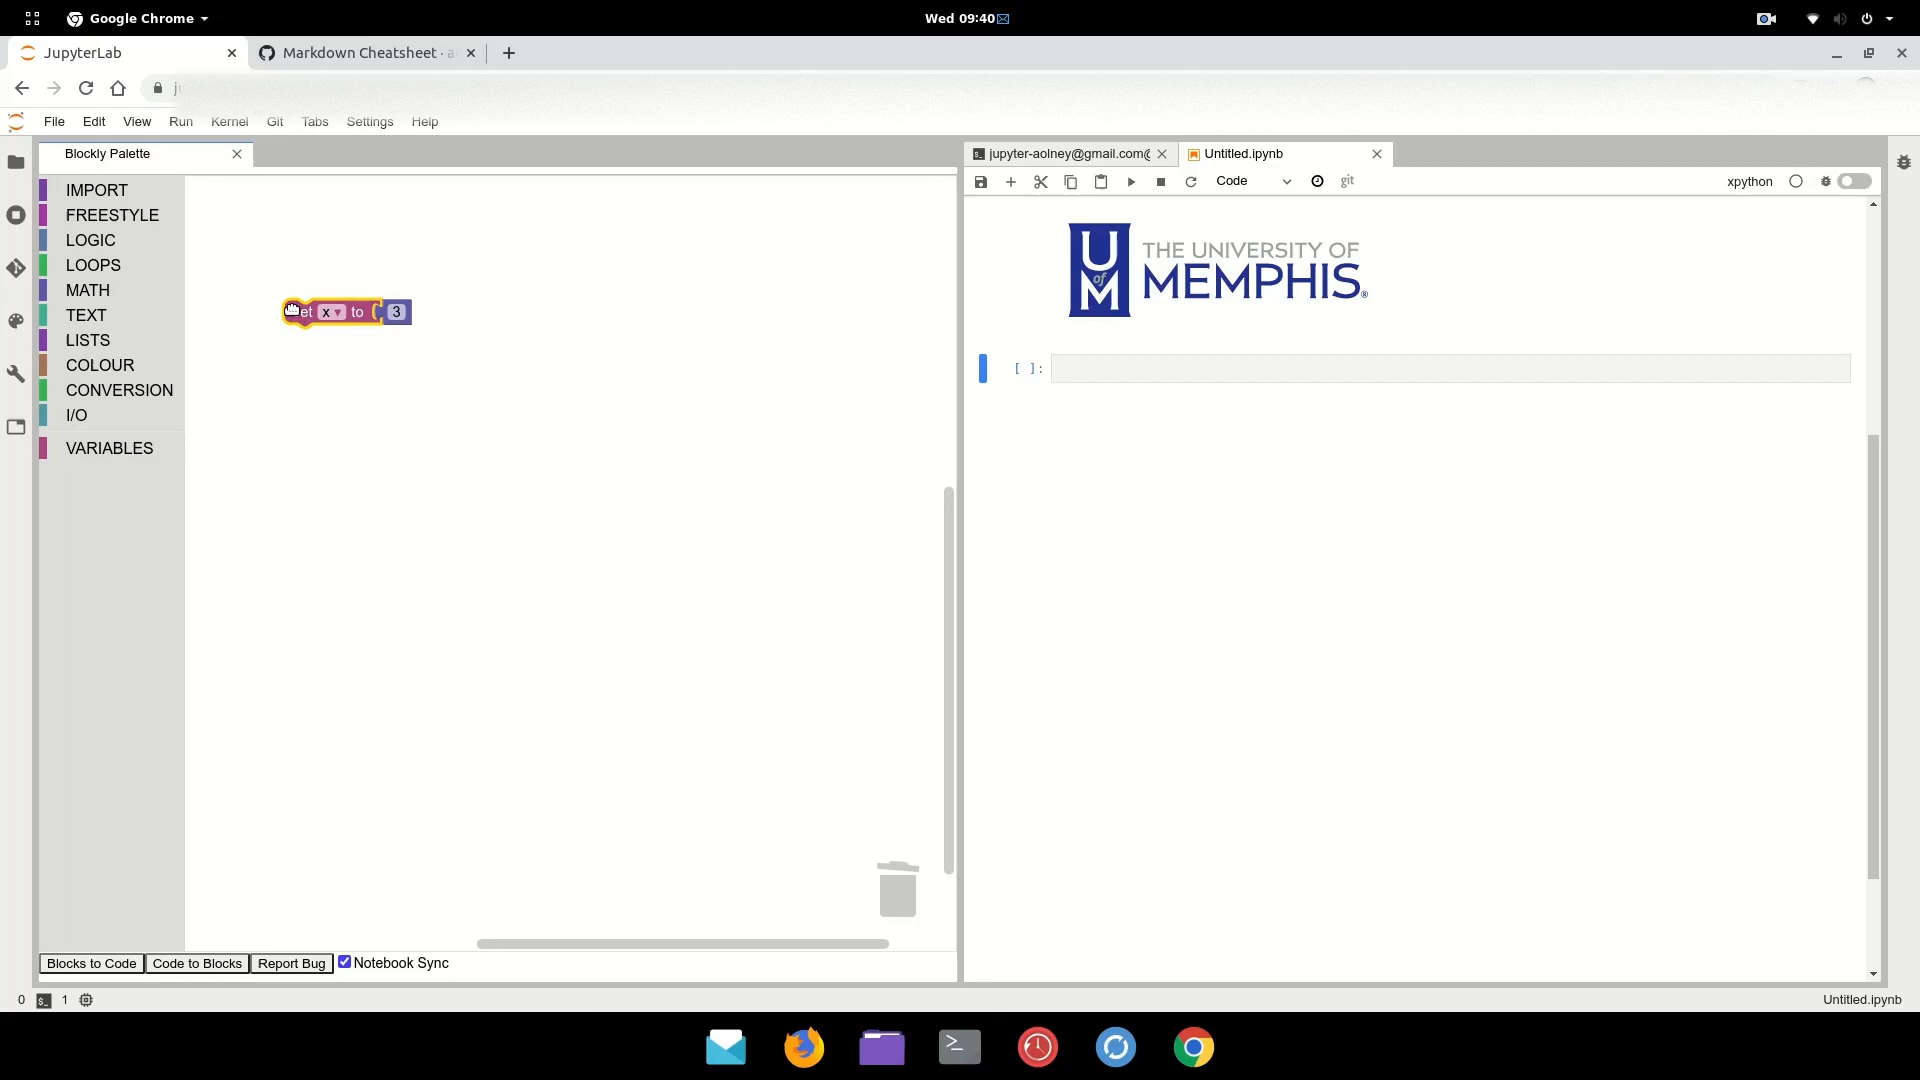 Google Chrome
Wed 09:40
JupyterLab
Markdown Cheatsheet · a
File Edit View Run Kernel Git Tabs Settings Help
Blockly Palette
jupyter-aolney@gmail.com@
Untitled.ipynb
Code
git
xpython
IMPORT
FREESTYLE
LOGIC
LOOPS
MATH
TEXT
LISTS
COLOUR
CONVERSION
I/O
VARIABLES
x to 3
U
of
M
THE UNIVERSITY OF
MEMPHIS®
[ ]:
Blocks to Code Code to Blocks Report Bug Notebook Sync
0 $_ 1
Untitled.ipynb